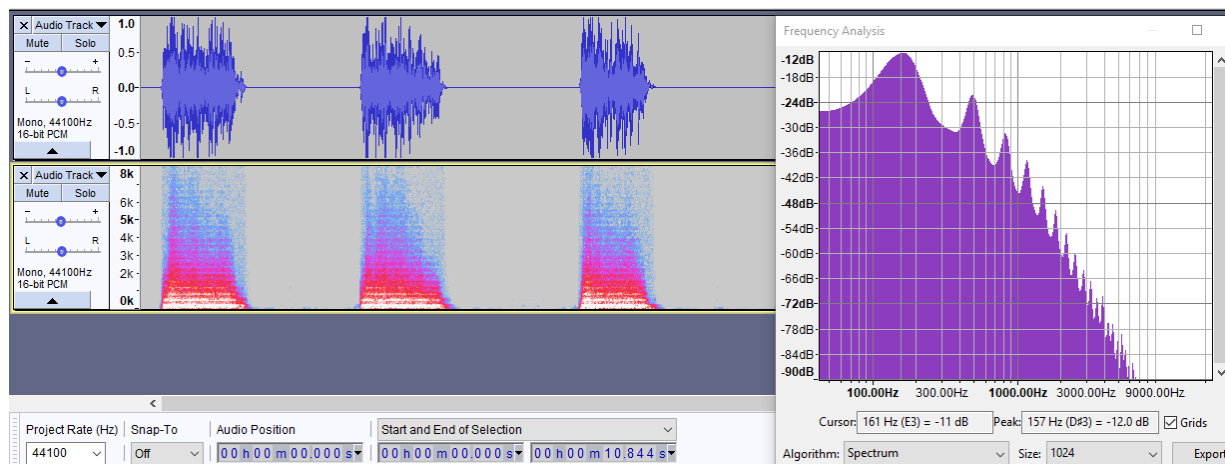 × Audio Track ▼
Mute Solo
- +
L R
Mono, 44100Hz
16-bit PCM
1.0
0.5-
0.0-
-0.5-
-1.0
× Audio Track ▼
Mute Solo
- +
L R
Mono, 44100Hz
16-bit PCM
8k
6k-
5k-
4k-
3k-
2k-
0k
Frequency Analysis
-12dB
-18dB
-24dB
-30dB
-36dB
-42dB
-48dB
-54dB
-60dB
-66dB
-72dB
-78dB
-84dB
-90dB
100.00Hz 300.00Hz 1000.00Hz 3000.00Hz 9000.00Hz
Cursor: 161 Hz (E3) = -11 dB Peak: 157 Hz (D♯3) = -12.0 dB Grids
Algorithm: Spectrum Size: 1024 Export
Project Rate (Hz) Snap-To Audio Position Start and End of Selection
44100 Off 00 h 00 m 00.000 s 00 h 00 m 00.000 s 00 h 00 m 10.844 s